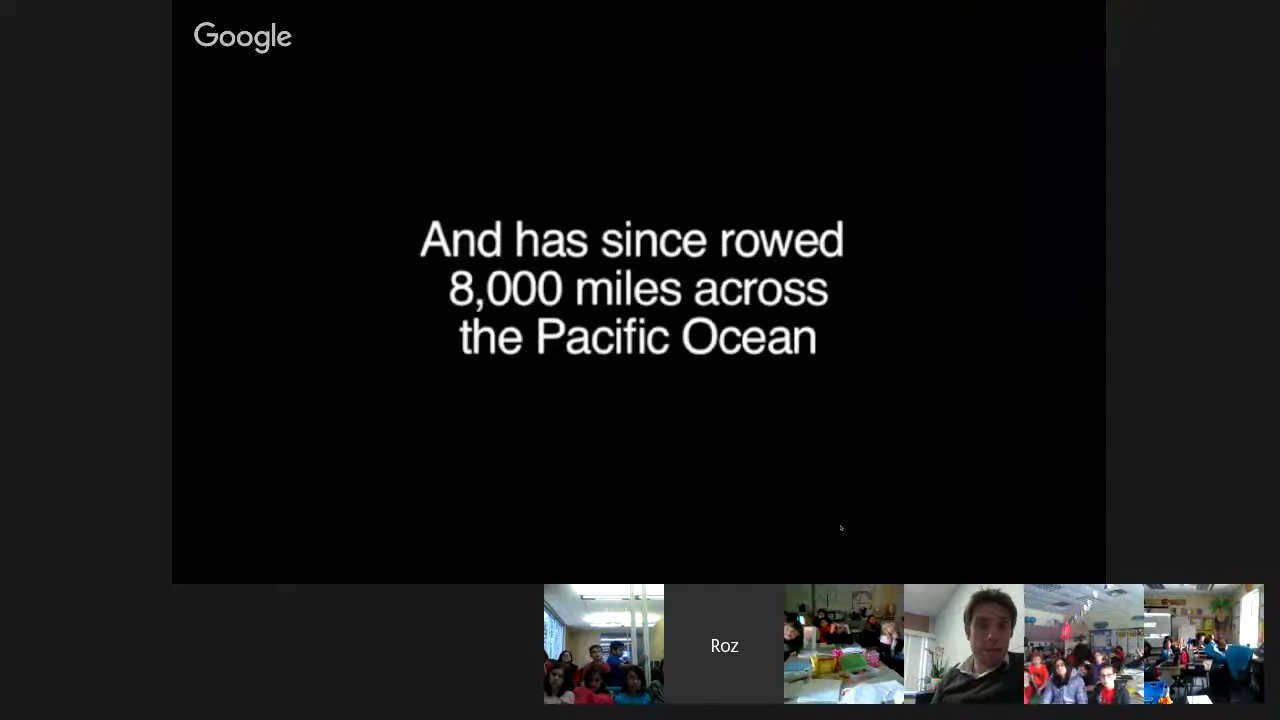 Google
And has since rowed
8,000 miles across
the Pacific Ocean
Roz